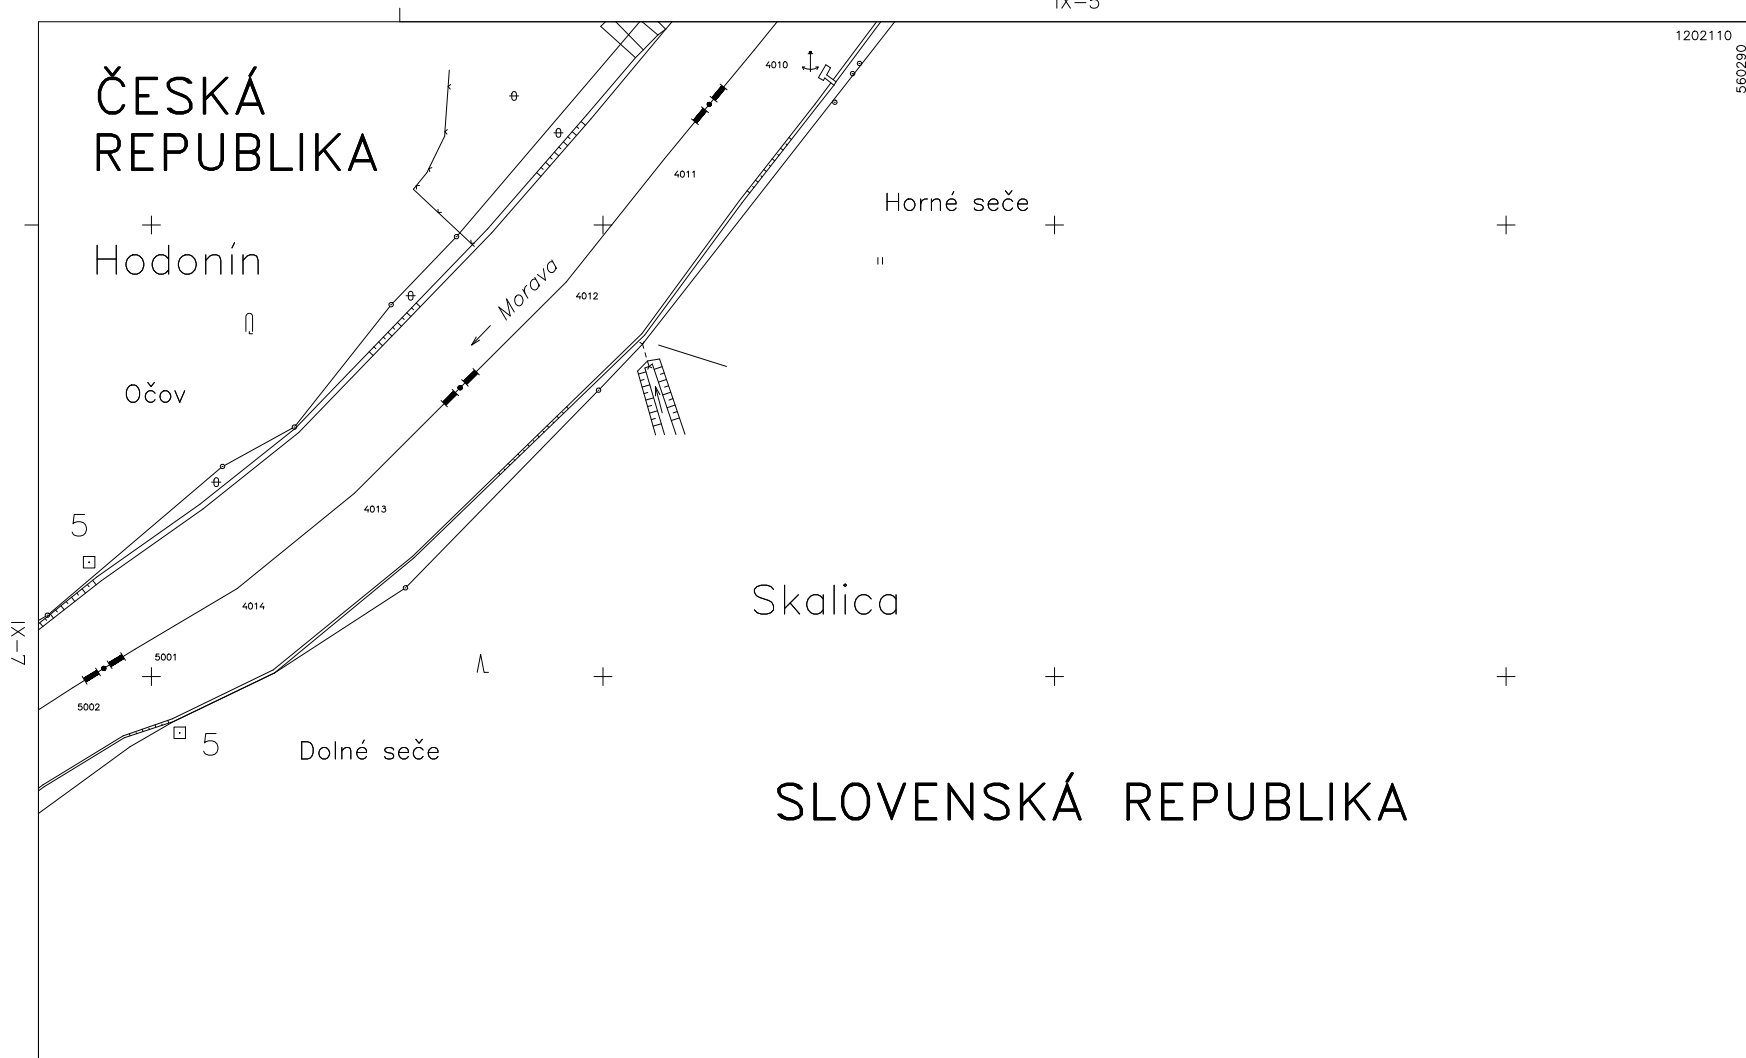 IX-5
1202110
560290
ČESKÁ
REPUBLIKA
4010
4011
Horné seče
Hodonín
Morava
4012
Očov
4013
5
4014
Skalica
IX-7
5001
5002
5
Dolné seče
SLOVENSKÁ REPUBLIKA